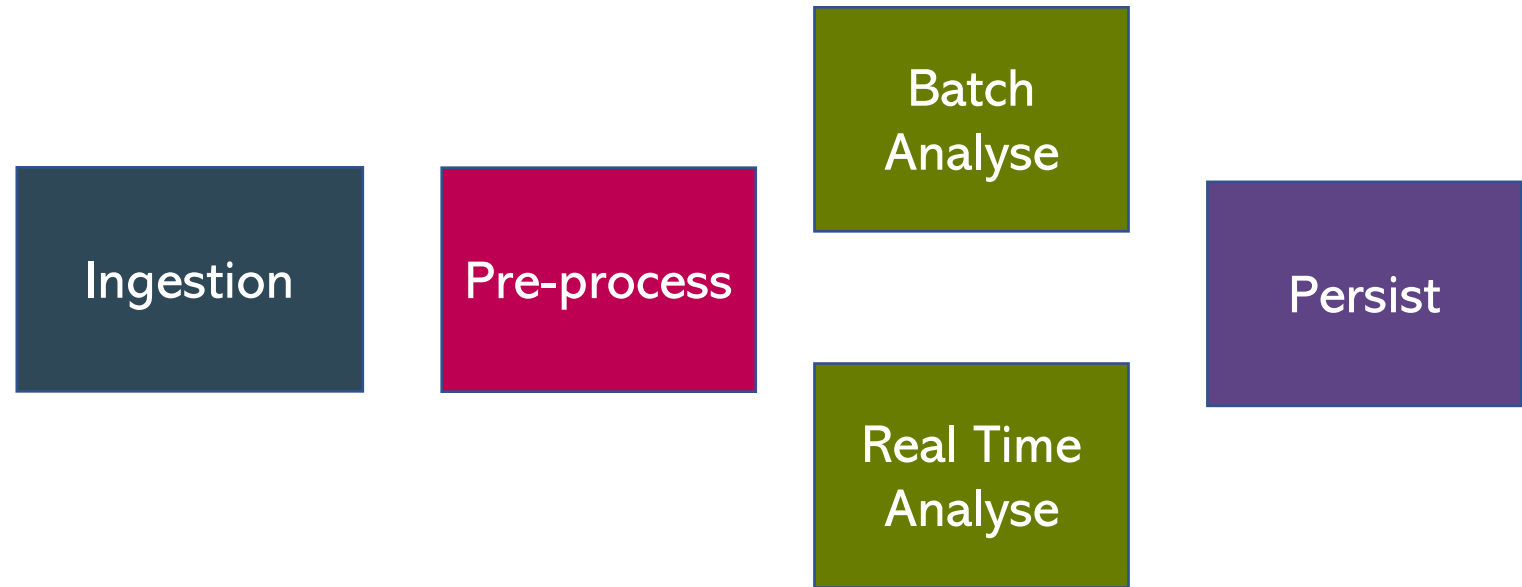 Ingestion
Pre-process
Batch
Analyse
Real Time
Analyse
Persist